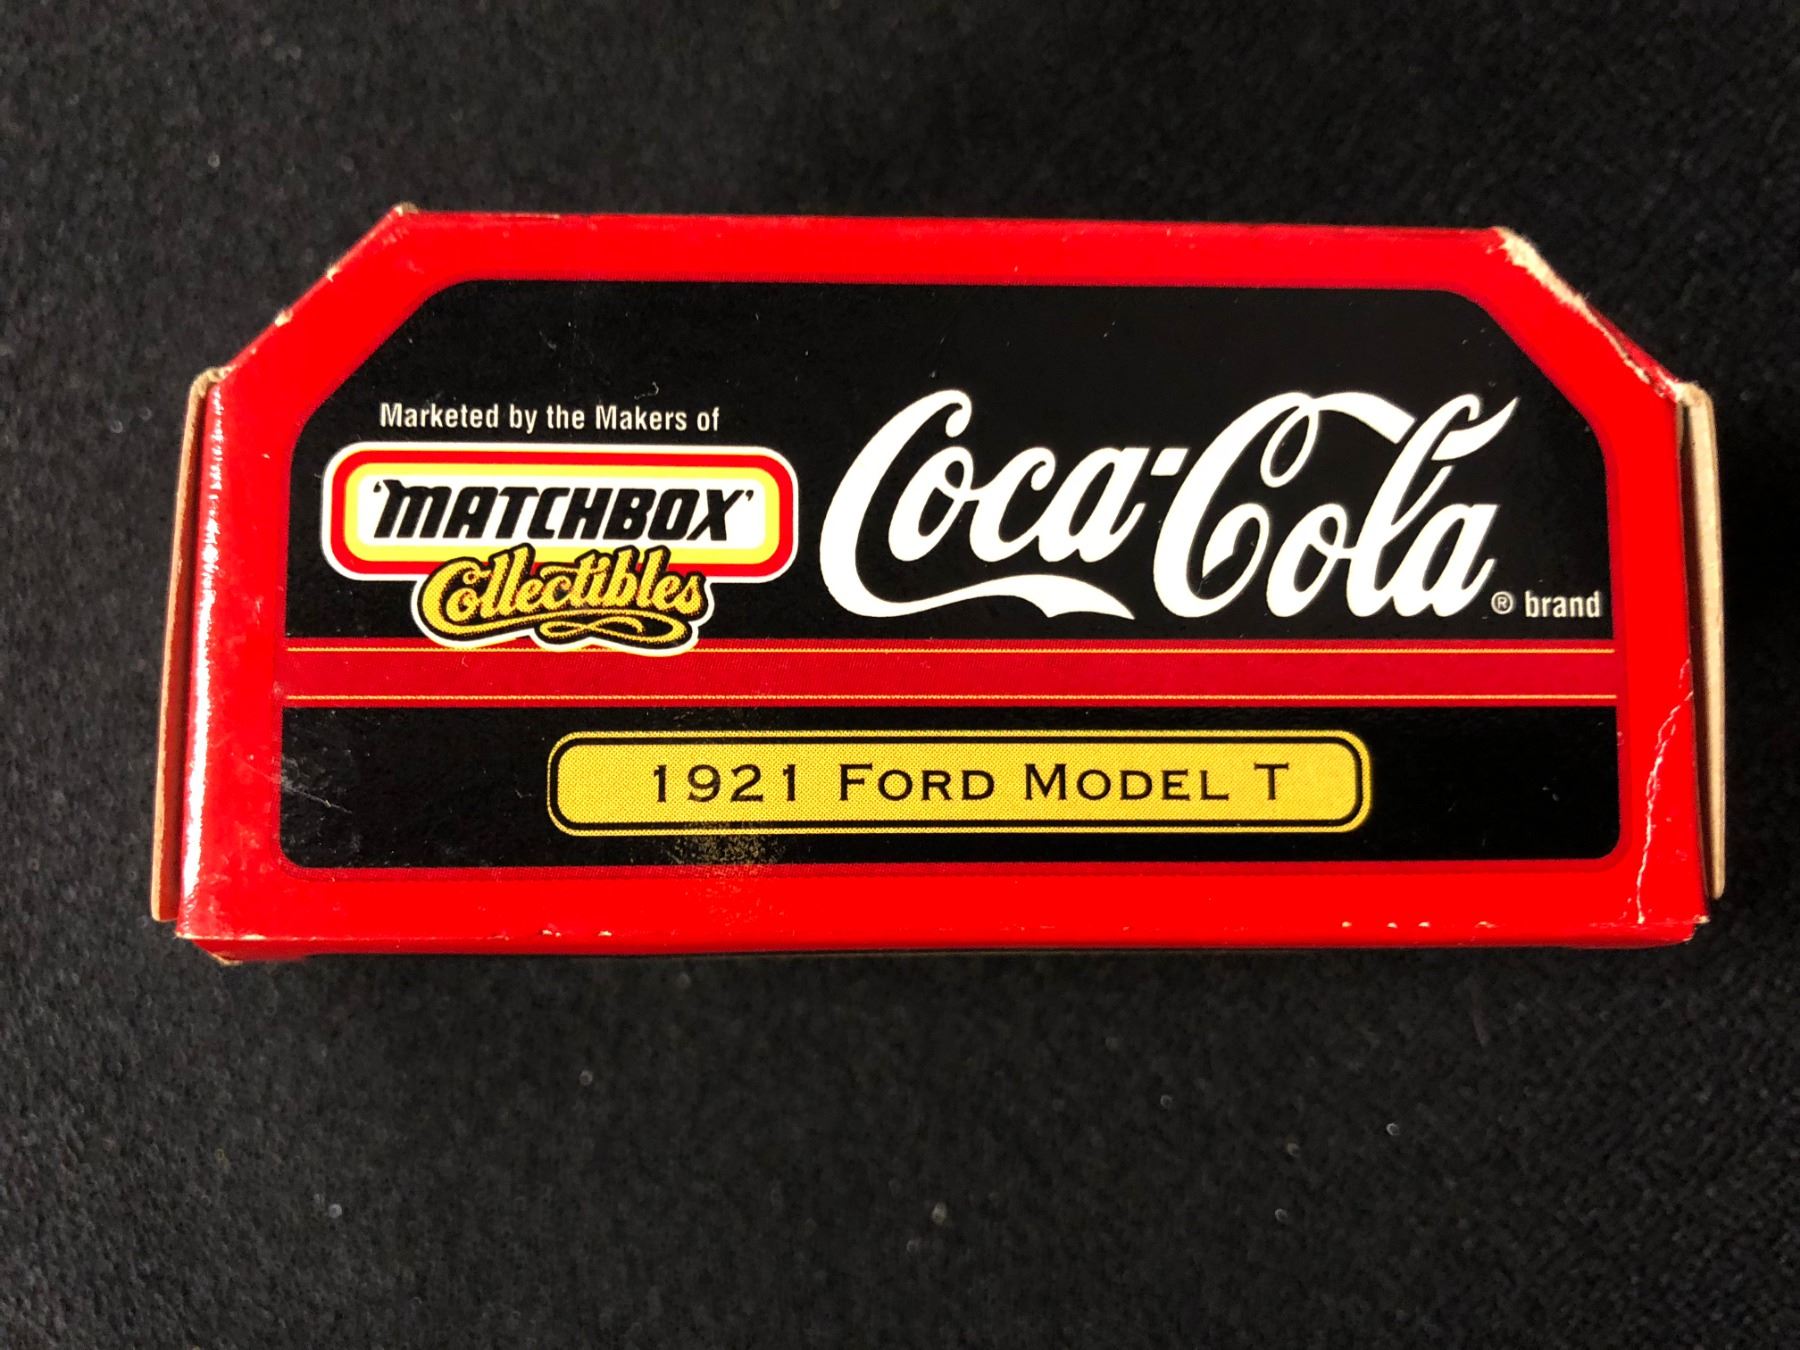 Marketed by the Makers of
'MATCHBOX'
Collectibles
Coca-Cola
® brand
1921 FORD MODEL T